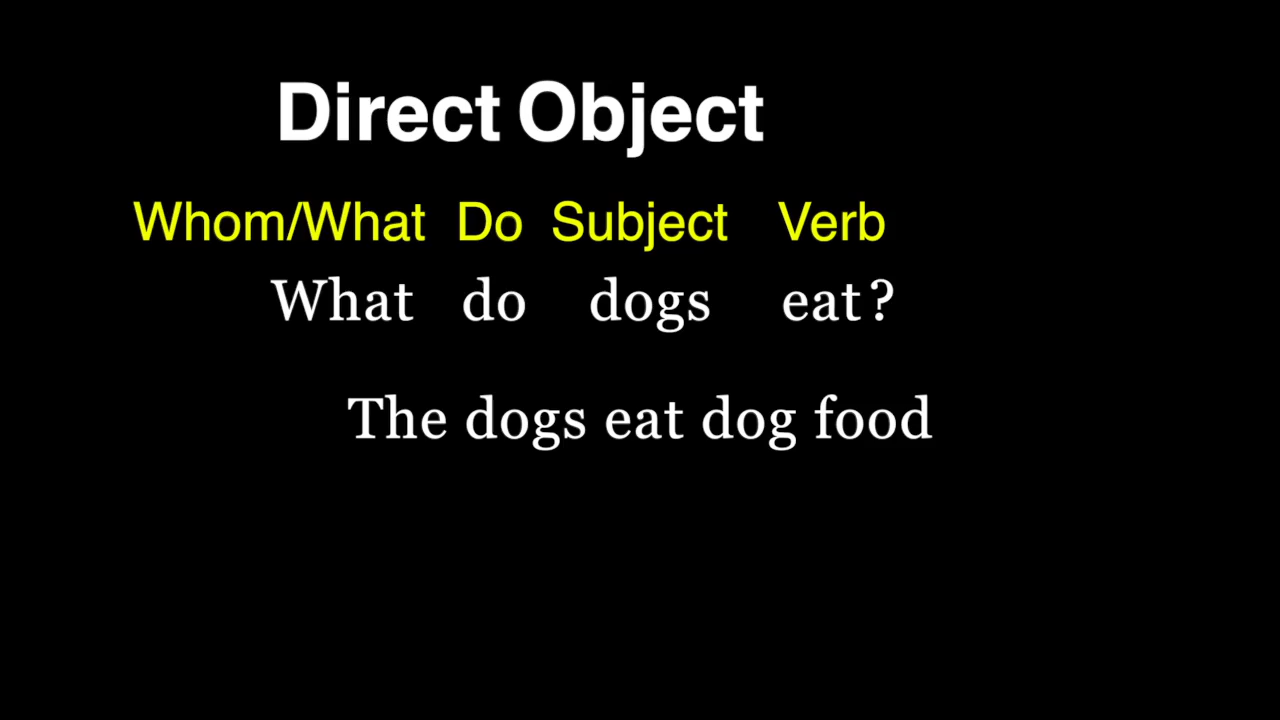 Direct Object
Whom/What Do Subject Verb
What do dogs eat?
The dogs eat dog food